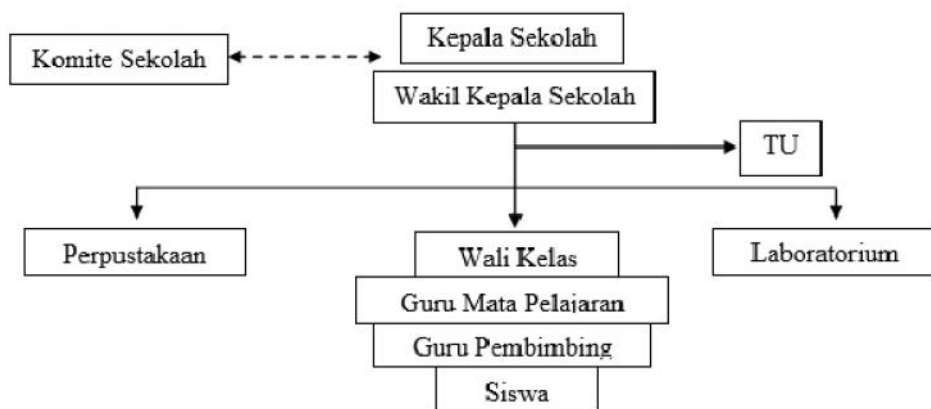 Kepala Sekolah
Komite Sekolah
Wakil Kepala Sekolah
TU
Perpustakaan
Wali Kelas
Laboratorium
Guru Mata Pelajaran
Guru Pembimbing
Siswa